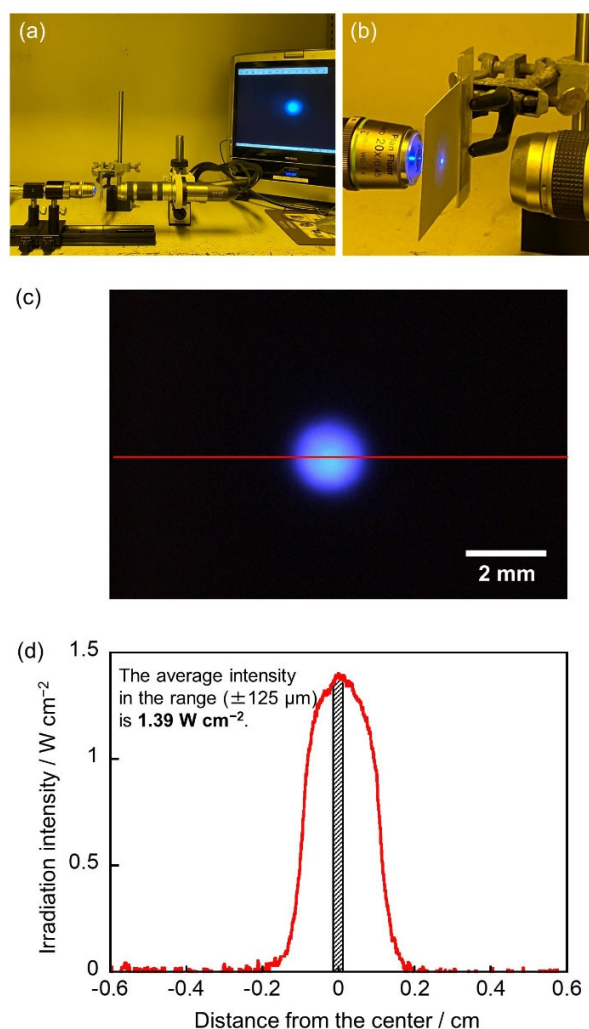 (a)
(b)
Plan Fluor
20x
(c)
2 mm
(d)
1.5
1
0.5
0
The average intensity
in the range (±125 µm)
is 1.39 W cm⁻².
Irradiation intensity / W cm⁻²
-0.6
-0.4
-0.2
0
0.2
0.4
0.6
Distance from the center / cm